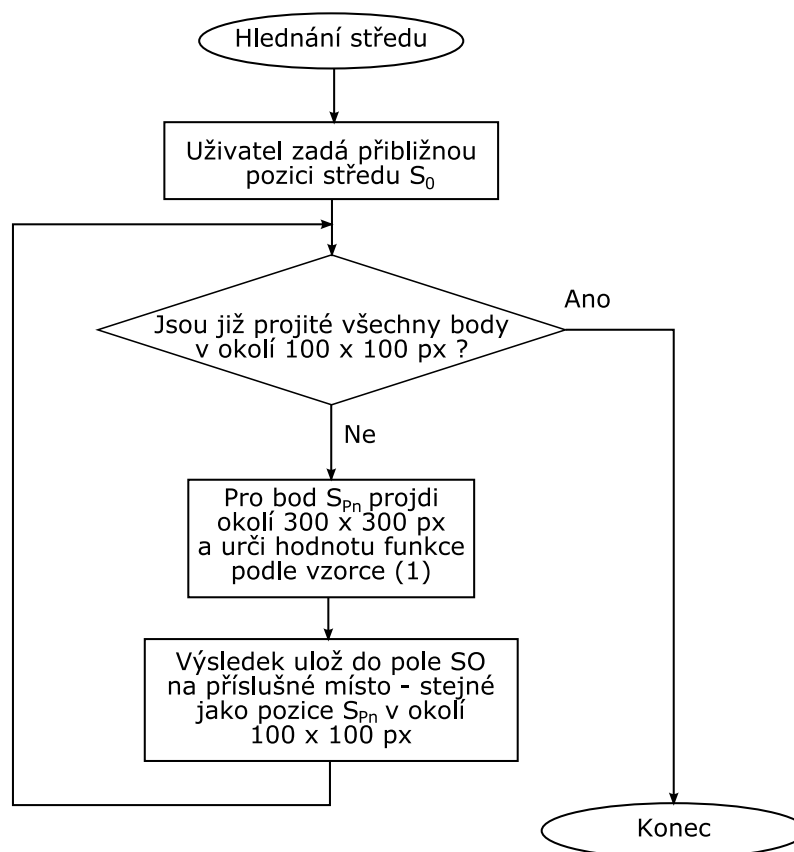 Hlednání středu
Uživatel zadá přibližnou
pozici středu S₀
Ano
Jsou již projité všechny body
v okolí 100 x 100 px ?
Ne
Pro bod Sₚₙ projdi
okolí 300 x 300 px
a urči hodnotu funkce
podle vzorce (1)
Výsledek ulož do pole SO
na příslušné místo - stejné
jako pozice Sₚₙ v okolí
100 x 100 px
Konec